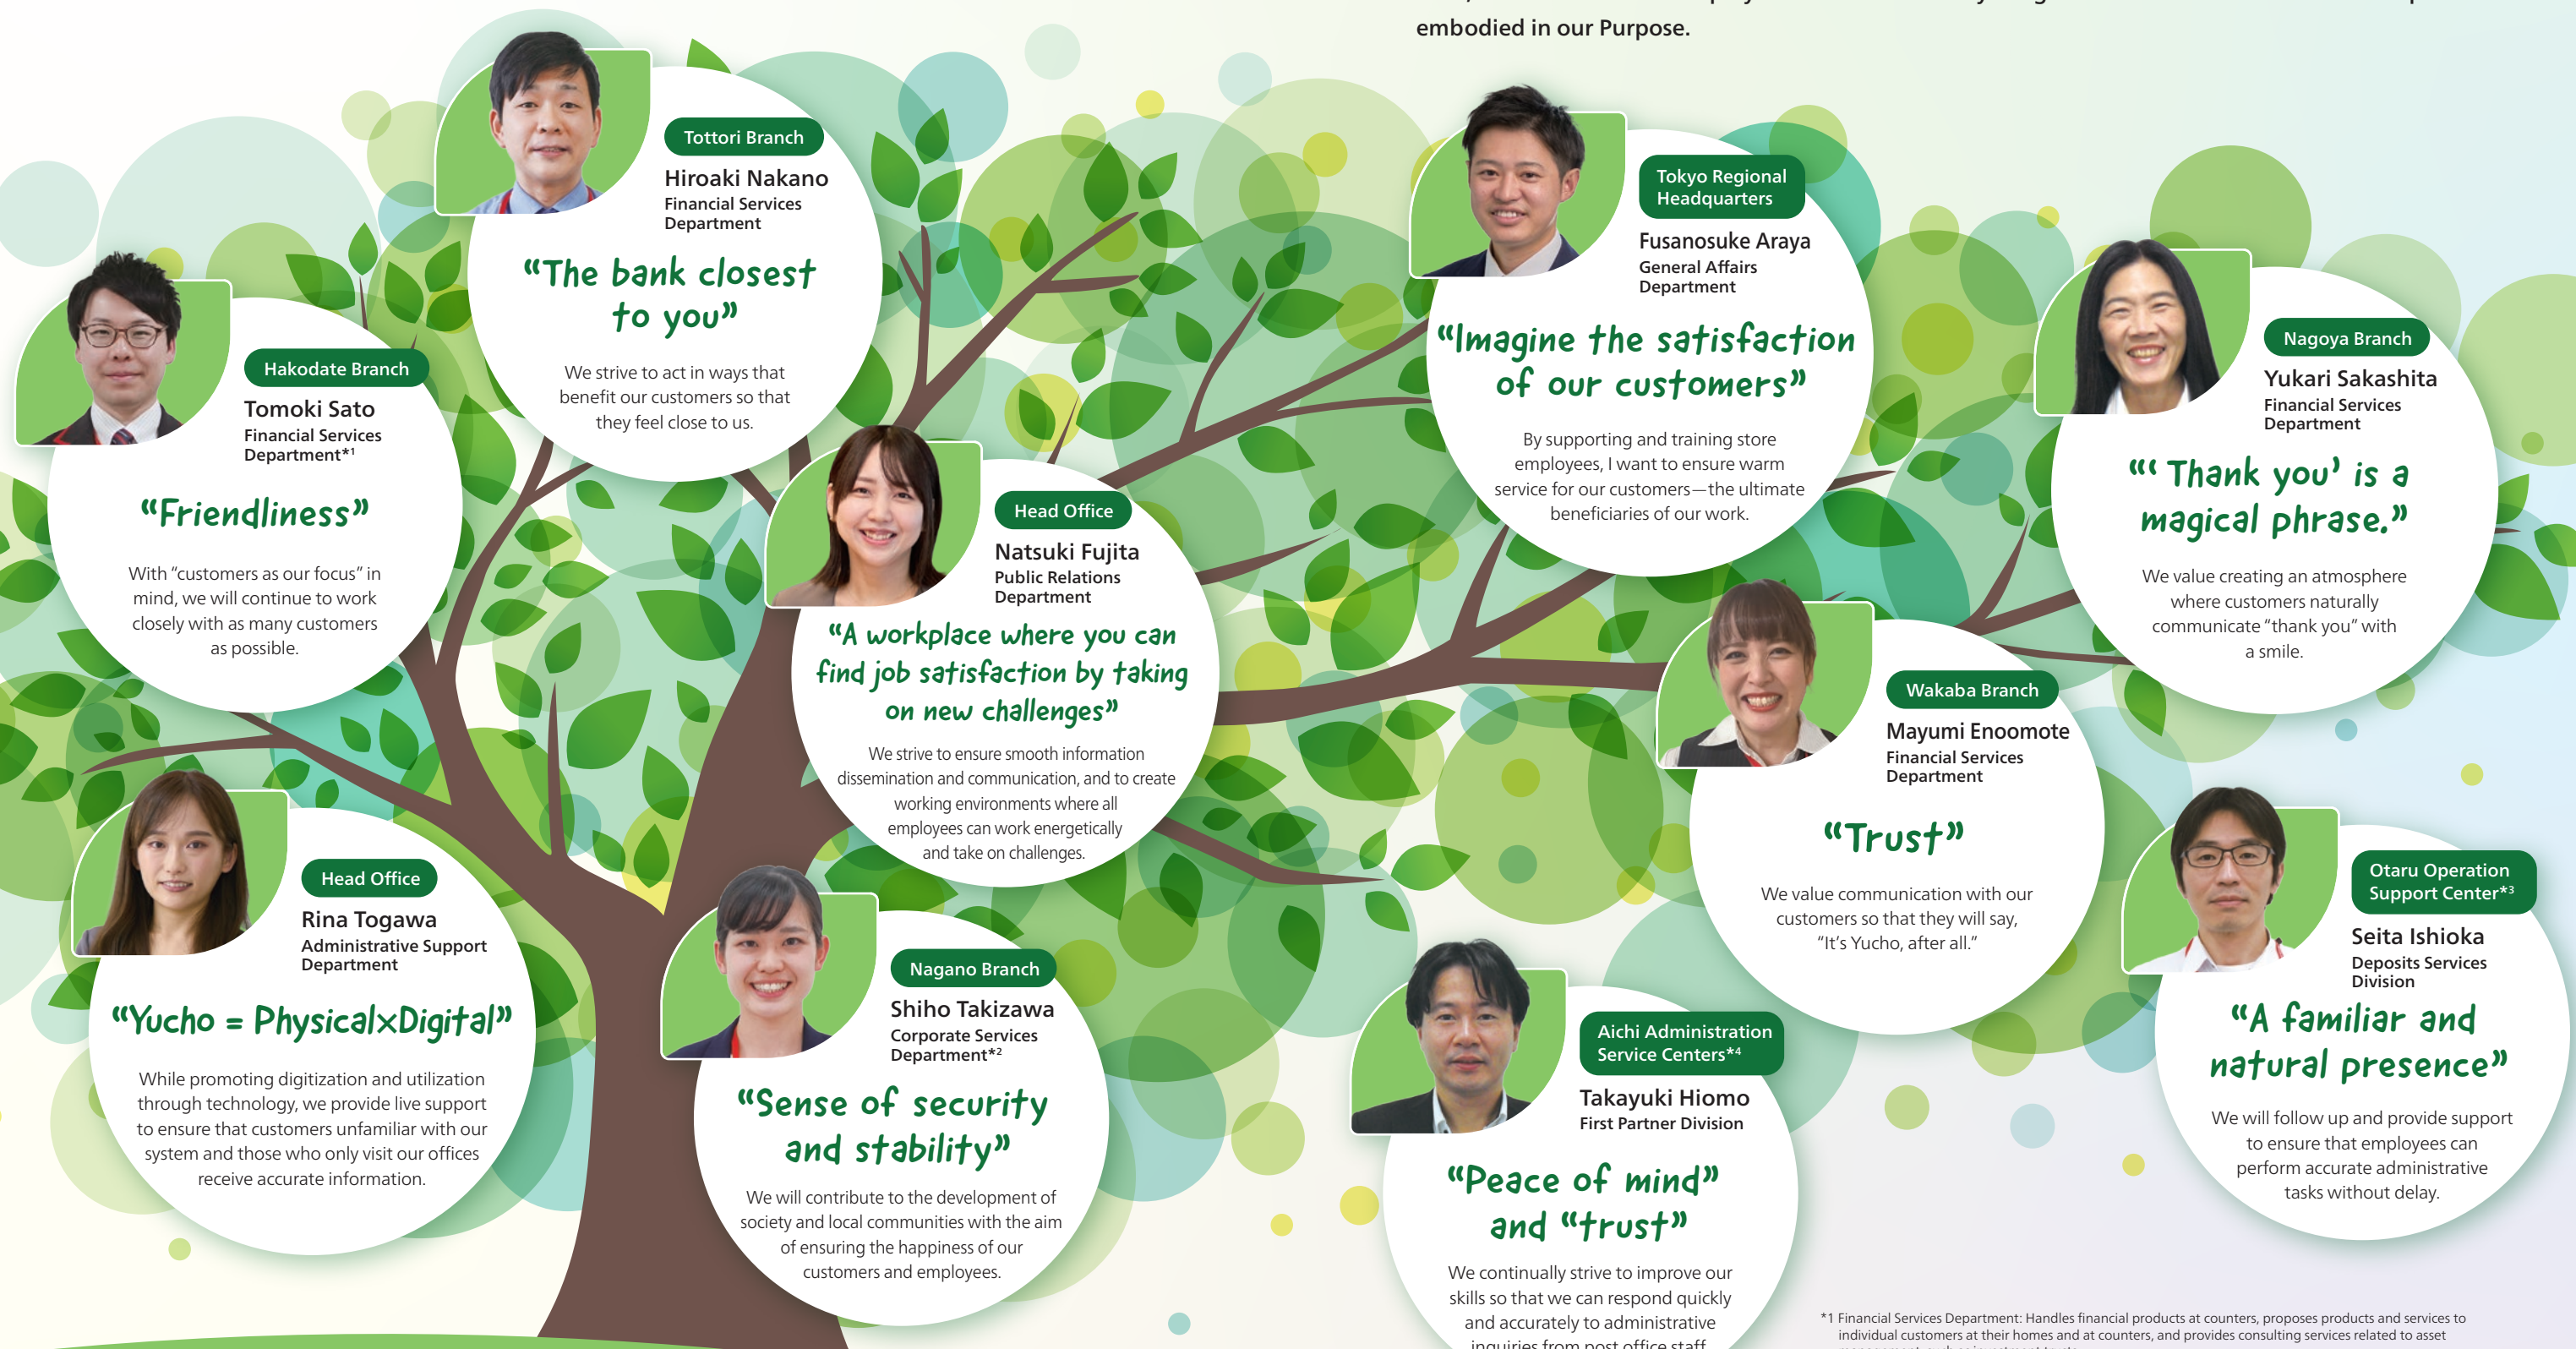 embodied in our Purpose.
Tottori Branch
Hiroaki Nakano
Financial Services
Department
“The bank closest
to you”
We strive to act in ways that
benefit our customers so that
they feel close to us.
Tokyo Regional
Headquarters
Fusanosuke Araya
General Affairs
Department
“Imagine the satisfaction
of our customers”
By supporting and training store
employees, I want to ensure warm
service for our customers—the ultimate
beneficiaries of our work.
Hakodate Branch
Tomoki Sato
Financial Services
Department*1
“Friendliness”
With “customers as our focus” in
mind, we will continue to work
closely with as many customers
as possible.
Nagoya Branch
Yukari Sakashita
Financial Services
Department
“‘ Thank you’ is a
magical phrase.”
We value creating an atmosphere
where customers naturally
communicate “thank you” with
a smile.
Head Office
Natsuki Fujita
Public Relations
Department
“A workplace where you can
find job satisfaction by taking
on new challenges”
We strive to ensure smooth information
dissemination and communication, and to create
working environments where all
employees can work energetically
and take on challenges.
Wakaba Branch
Mayumi Enoomote
Financial Services
Department
“Trust”
We value communication with our
customers so that they will say,
“It’s Yucho, after all.”
Head Office
Rina Togawa
Administrative Support
Department
“Yucho = Physical×Digital”
While promoting digitization and utilization
through technology, we provide live support
to ensure that customers unfamiliar with our
system and those who only visit our offices
receive accurate information.
Nagano Branch
Shiho Takizawa
Corporate Services
Department*2
“Sense of security
and stability”
We will contribute to the development of
society and local communities with the aim
of ensuring the happiness of our
customers and employees.
Otaru Operation
Support Center*3
Seita Ishioka
Deposits Services
Division
“A familiar and
natural presence”
We will follow up and provide support
to ensure that employees can
perform accurate administrative
tasks without delay.
Aichi Administration
Service Centers*4
Takayuki Hiomo
First Partner Division
“Peace of mind”
and “trust”
We continually strive to improve our
skills so that we can respond quickly
and accurately to administrative
inquiries from post office staff
*1 Financial Services Department: Handles financial products at counters, proposes products and services to
individual customers at their homes and at counters, and provides consulting services related to asset